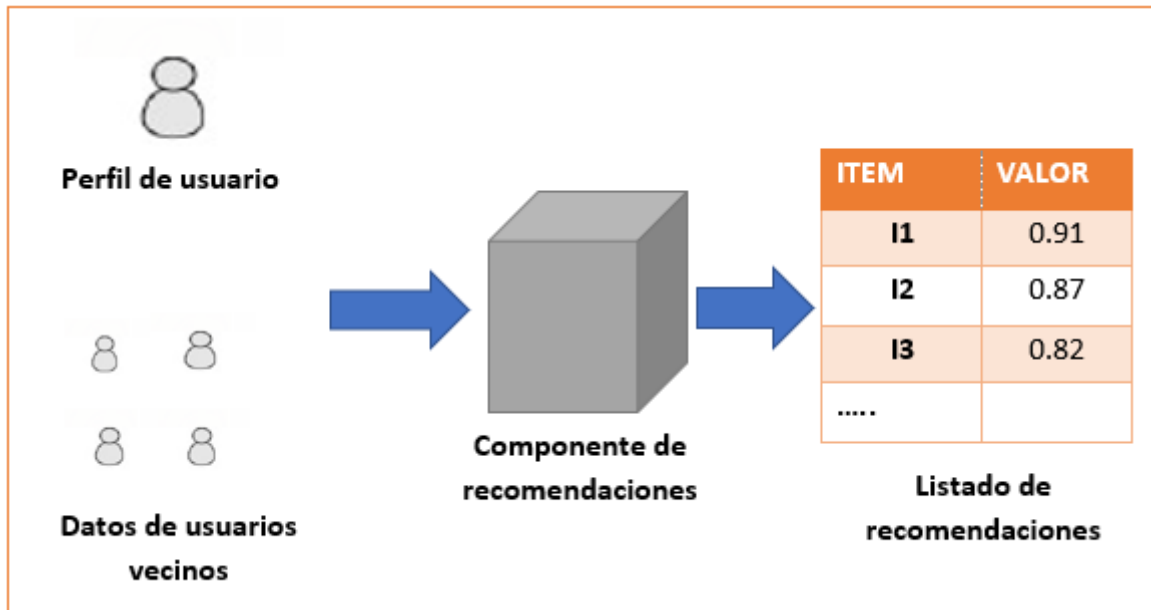 Perfil de usuario
Datos de usuarios
vecinos
Componente de
recomendaciones
ITEM VALOR
I1 0.91
I2 0.87
I3 0.82
.....
Listado de
recomendaciones